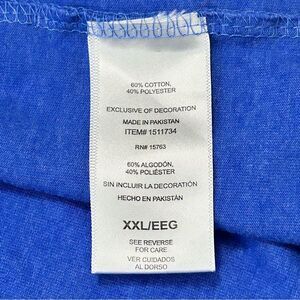 60% COTTON,
40% POLYESTER
EXCLUSIVE OF DECORATION
MADE IN PAKISTAN
ITEM# 1511734
RN# 15763
60% ALGODÓN,
40% POLIÉSTER
SIN INCLUIR LA DECORATIÓN
HECHO EN PAKISTÁN
XXL/EEG
SEE REVERSE
FOR CARE
VER CUIDADOS
AL DORSO